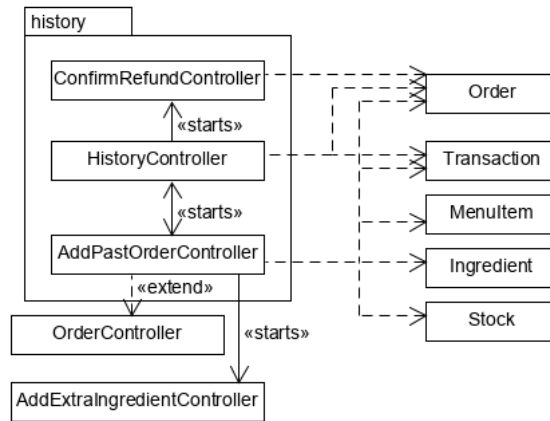 history
ConfirmRefundController
Order
«starts»
HistoryController
Transaction
«starts»
MenuItem
AddPastOrderController
Ingredient
«extend»
OrderController
«starts»
Stock
AddExtraIngredientController